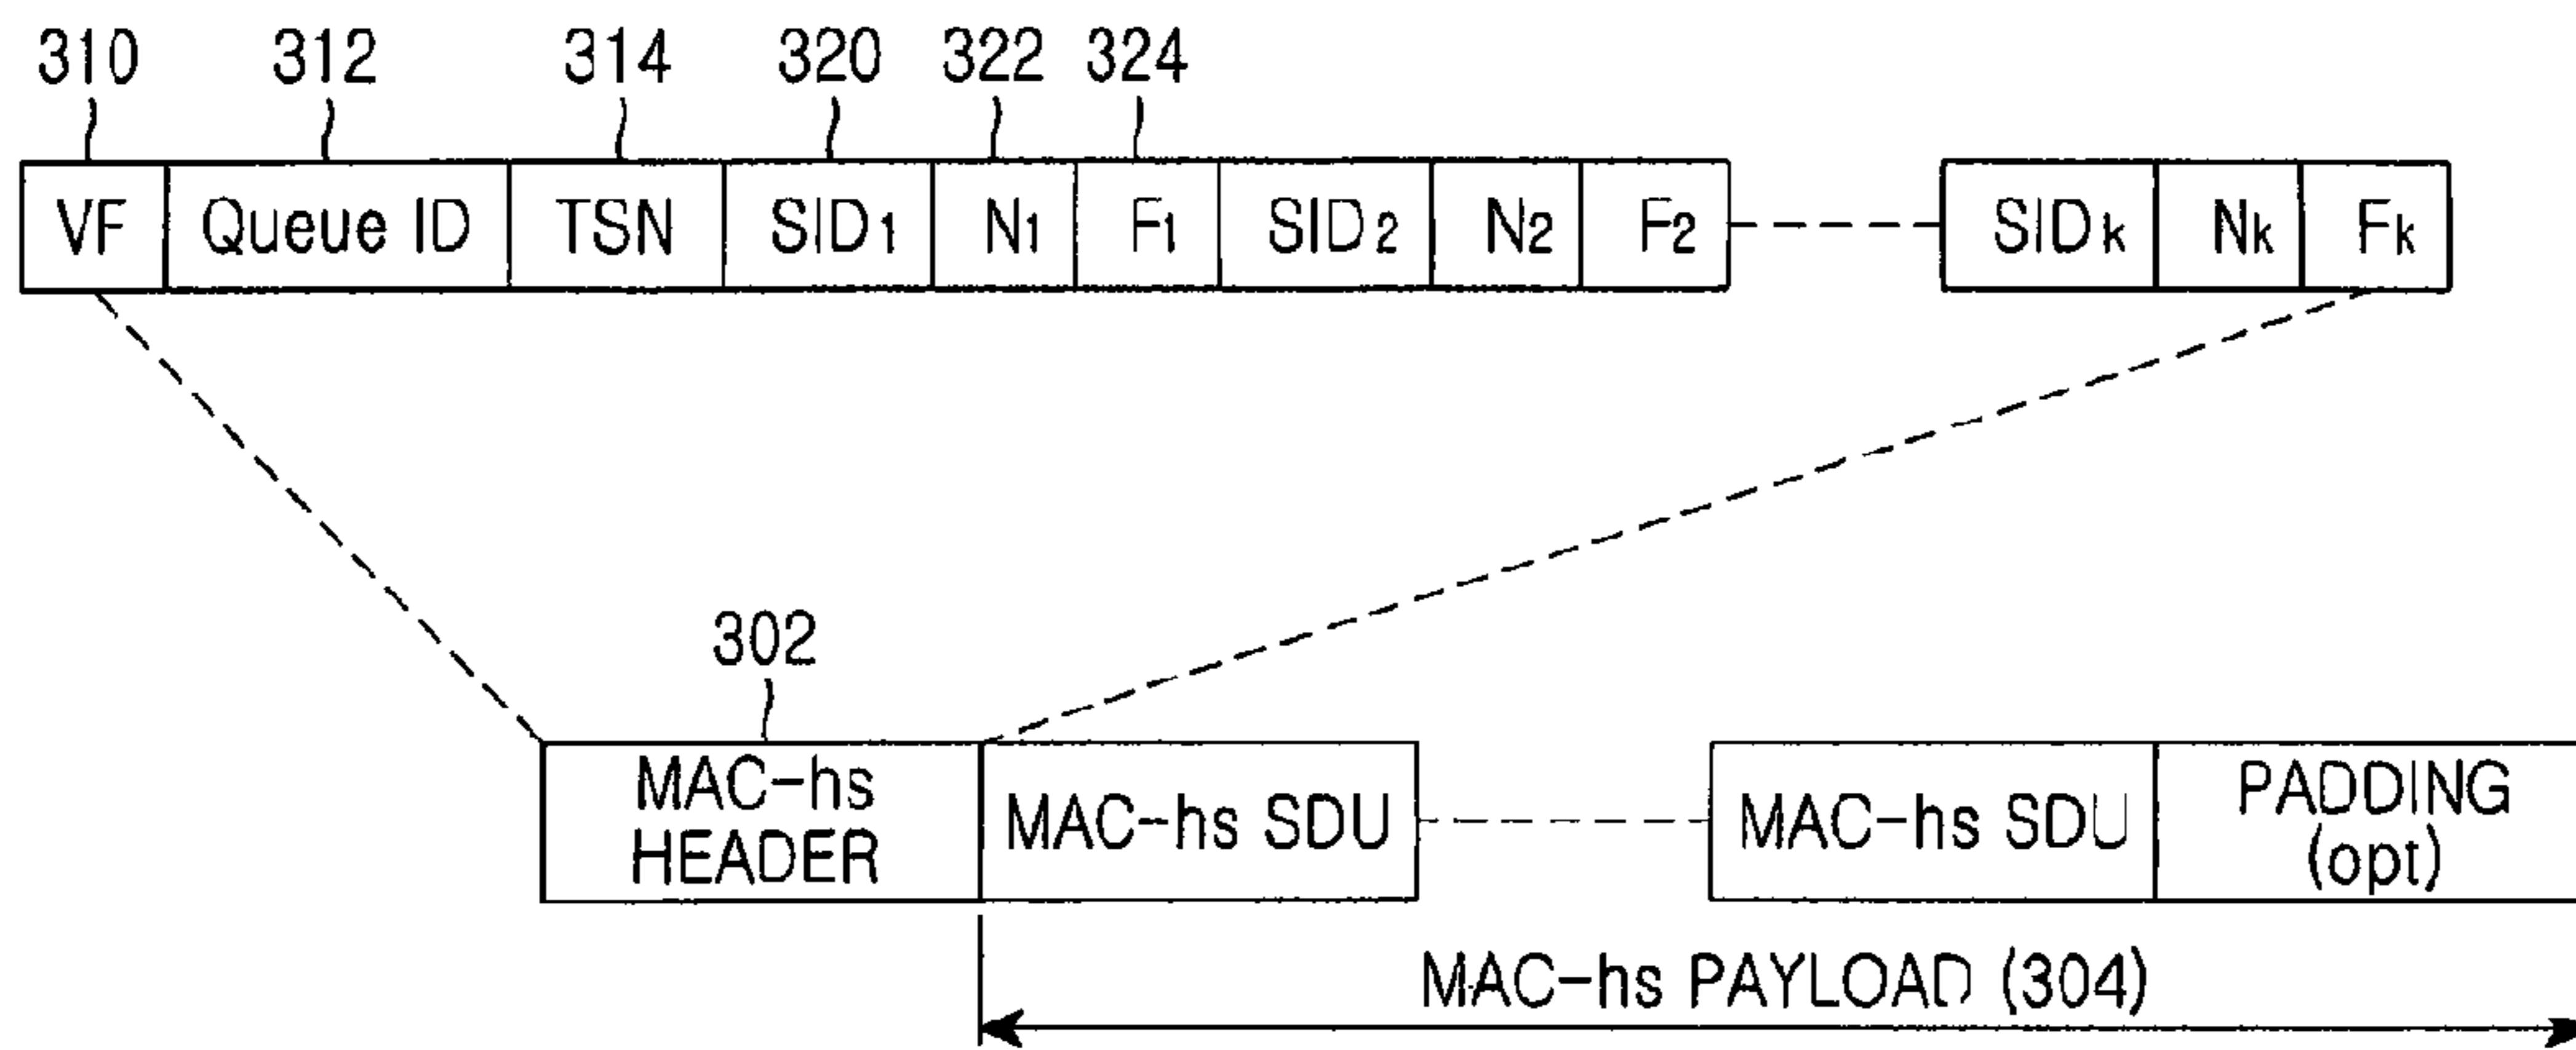 310 312 314 320 322 324
VF Queue ID TSN SID1 N1 F1 SID2 N2 F2 SIDk Nk Fk
302
MAC-hs HEADER MAC-hs SDU MAC-hs SDU PADDING (opt)
MAC-hs PAYLOAD (304)